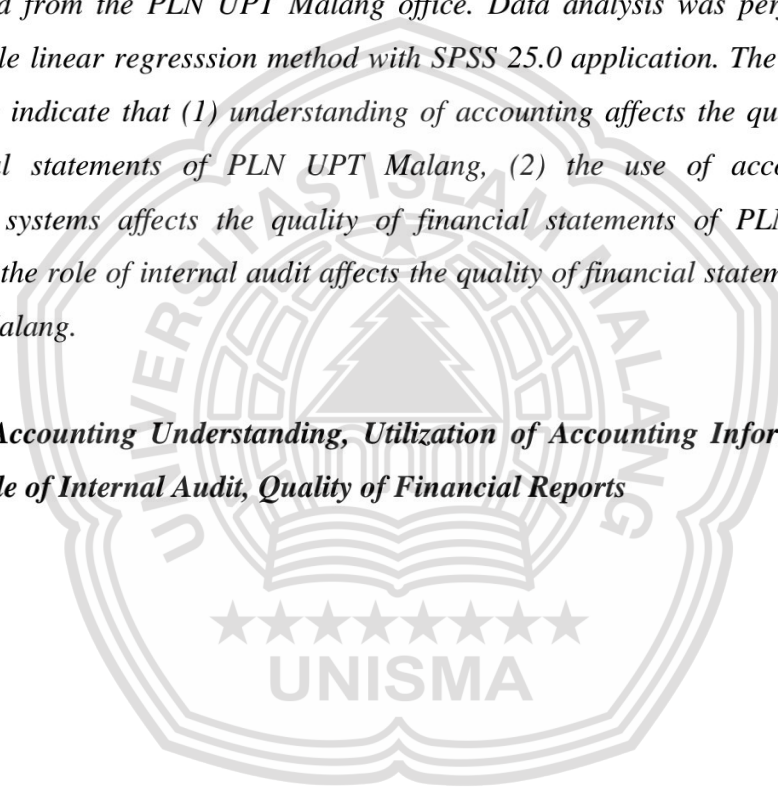 from the PLN UPT Malang office. Data analysis was per
linear regresssion method with SPSS 25.0 application. The
indicate that (1) understanding of accounting affects the qu
statements of PLN UPT Malang, (2) the use of acc
systems affects the quality of financial statements of PLN
the role of internal audit affects the quality of financial statem
alang.
Accounting Understanding, Utilization of Accounting Infor
le of Internal Audit, Quality of Financial Reports
UNIVERSITAS ISLAM MALANG
UNISMA